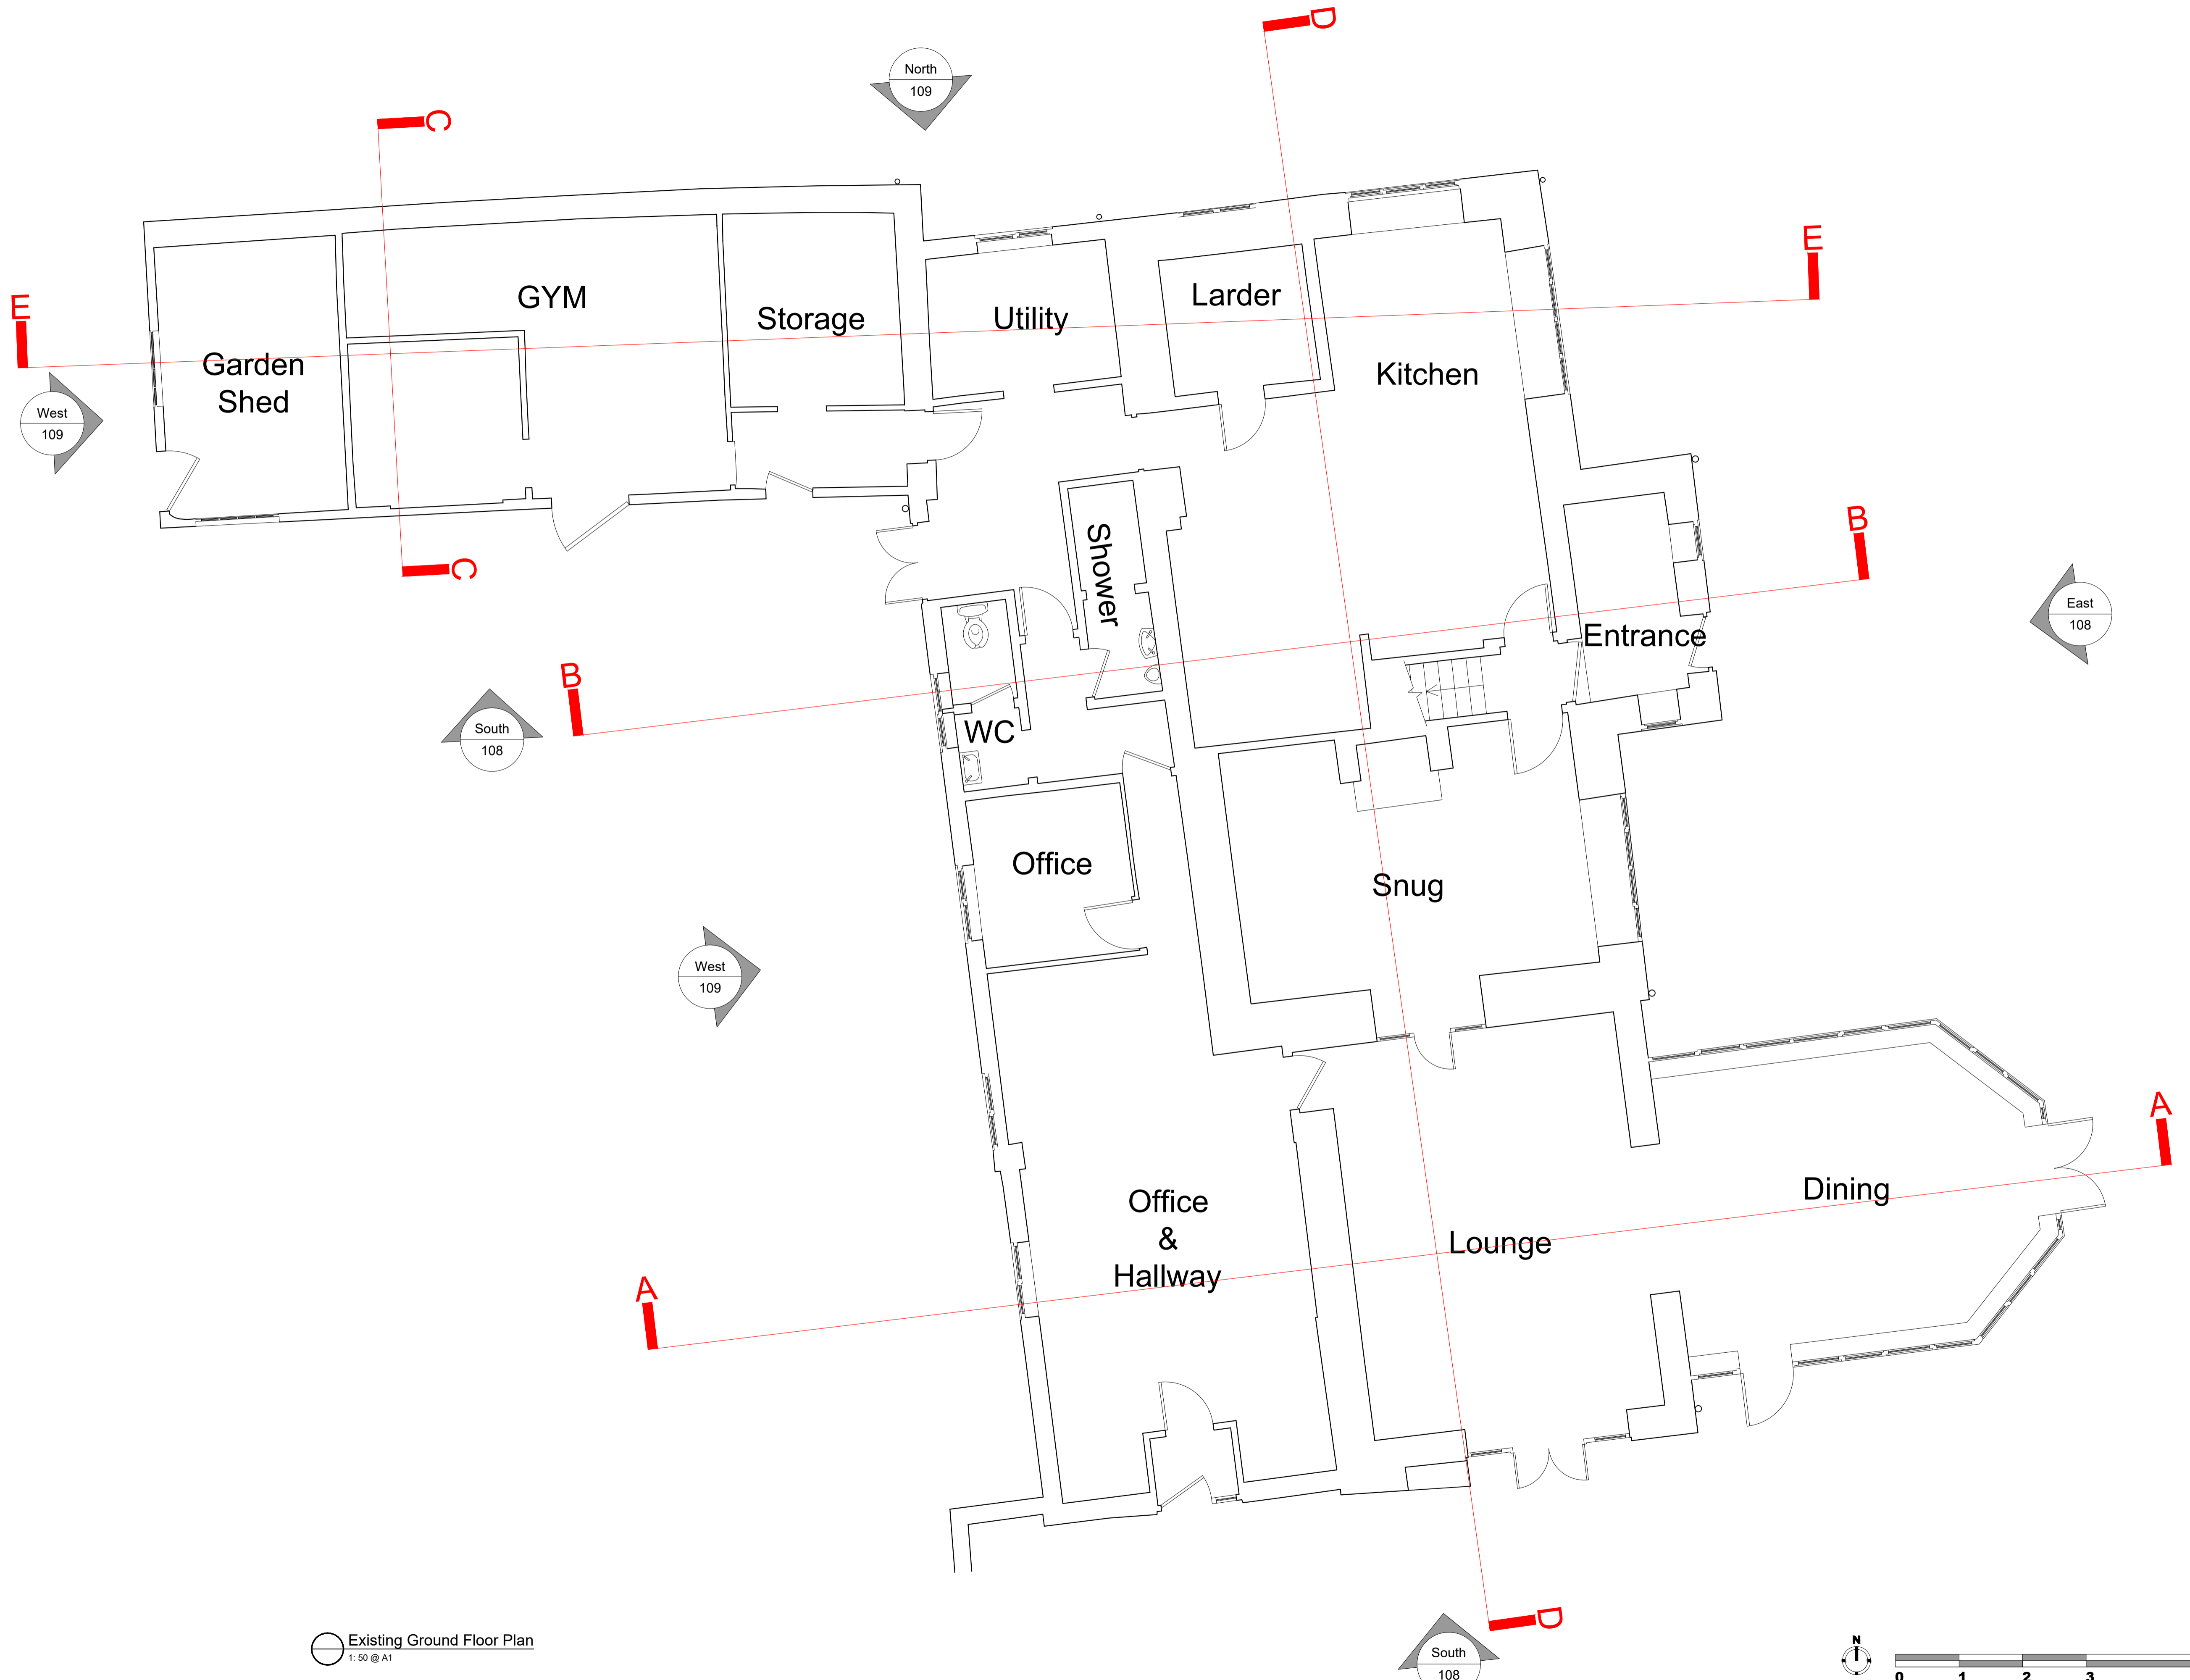 D
North
109
C
E
E
GYM
Storage
Utility
Larder
Kitchen
Garden
Shed
West
109
B
C
Shower
East
108
Entrance
B
South
108
WC
Office
Snug
West
109
A
Dining
Office
&
Hallway
Lounge
A
D
Existing Ground Floor Plan
1: 50 @ A1
South
108
N
0 1 2 3